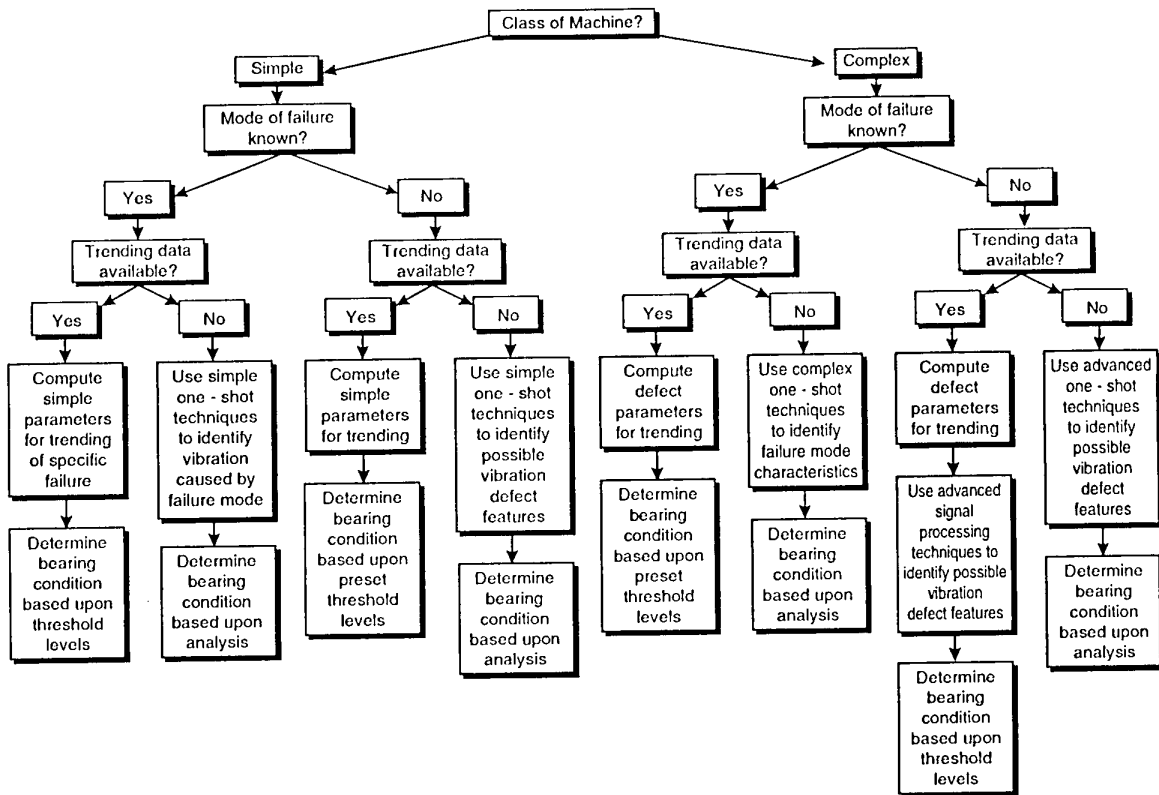 Class of Machine?
Simple
Complex
Mode of failure
known?
Mode of failure
known?
Yes
No
Yes
No
Trending data
available?
Trending data
available?
Trending data
available?
Trending data
available?
Yes
No
Yes
No
Yes
No
Yes
No
Compute
simple
parameters
for trending
of specific
failure
Use simple
one - shot
techniques
to identify
vibration
caused by
failure mode
Compute
simple
parameters
for trending
Use simple
one - shot
techniques
to identify
possible
vibration
defect
features
Compute
defect
parameters
for trending
Use complex
one - shot
techniques
to identify
failure mode
characteristics
Compute
defect
parameters
for trending
Use advanced
one - shot
techniques
to identify
possible
vibration
defect
features
Determine
bearing
condition
based upon
threshold
levels
Determine
bearing
condition
based upon
analysis
Determine
bearing
condition
based upon
preset
threshold
levels
Determine
bearing
condition
based upon
analysis
Determine
bearing
condition
based upon
preset
threshold
levels
Determine
bearing
condition
based upon
analysis
Use advanced
signal
processing
techniques to
identify possible
vibration
defect features
Determine
bearing
condition
based upon
analysis
Determine
bearing
condition
based upon
threshold
levels